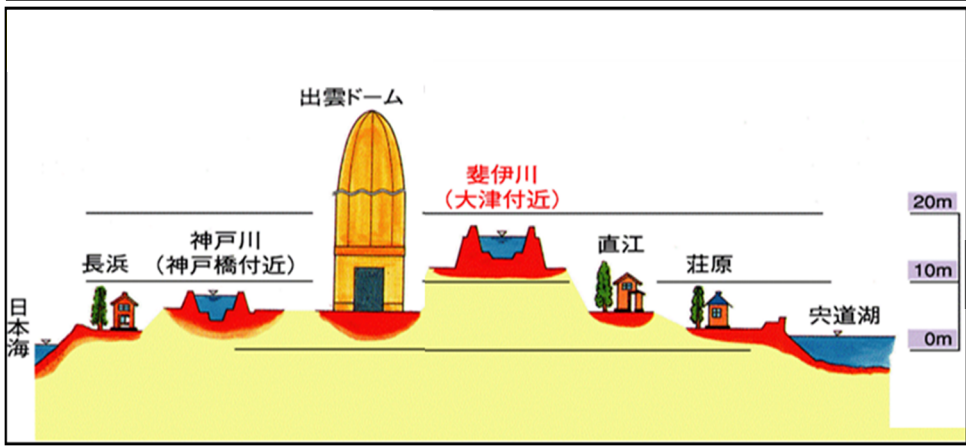 出雲ドーム
斐伊川
(大津付近)
20m
神戸川
(神戸橋付近)
長浜
直江
荘原
10m
日本海
宍道湖
0m